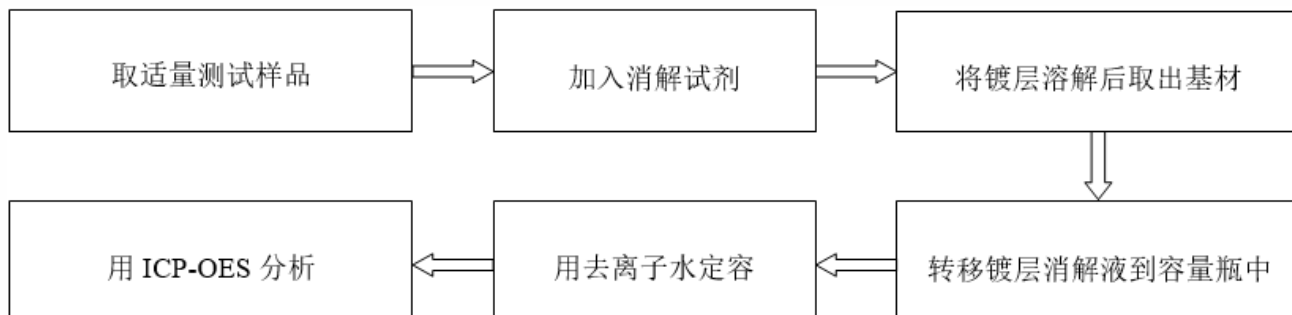 取适量测试样品
加入消解试剂
将镀层溶解后取出基材
转移镀层消解液到容量瓶中
用去离子水定容
用 ICP-OES 分析